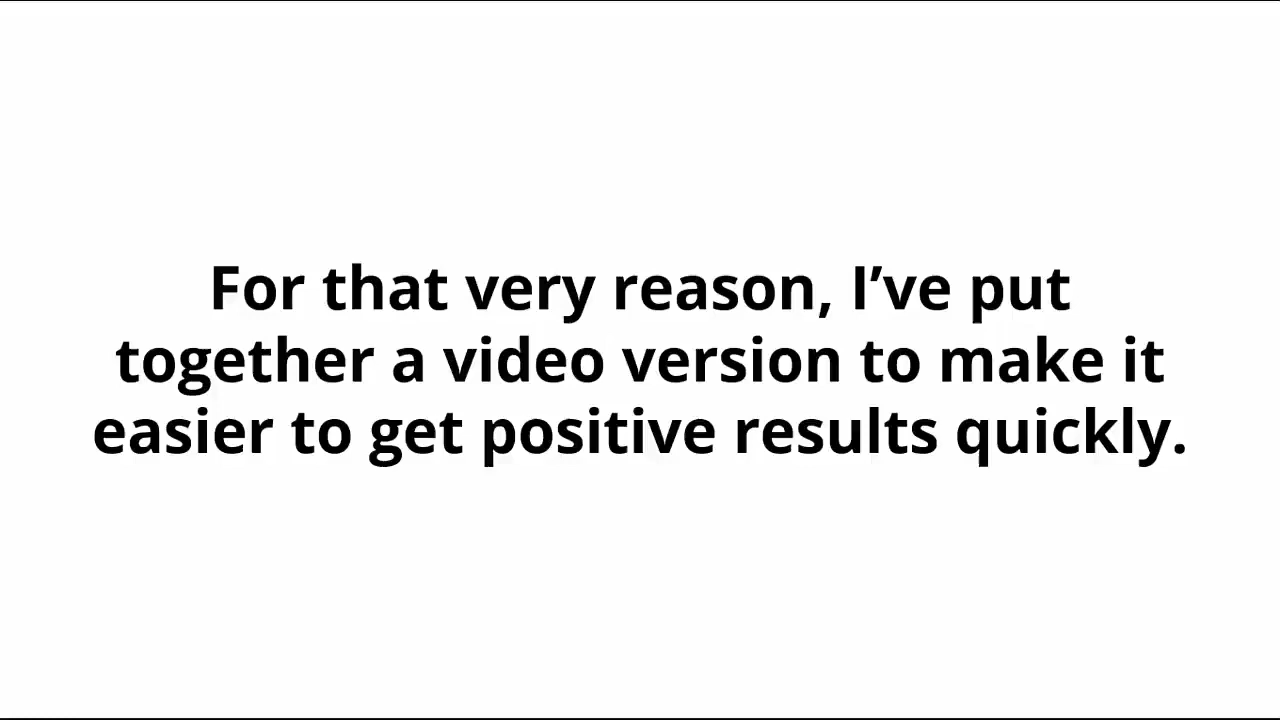 For that very reason, I’ve put
together a video version to make it
easier to get positive results quickly.